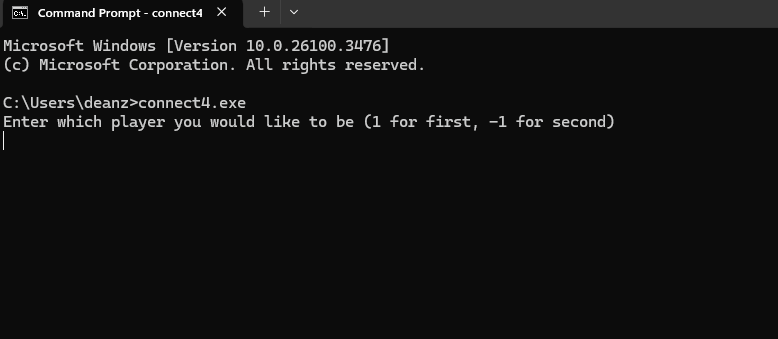 Command Prompt - connect4
Microsoft Windows [Version 10.0.26100.3476]
(c) Microsoft Corporation. All rights reserved.
C:\Users\deanz>connect4.exe
Enter which player you would like to be (1 for first, -1 for second)